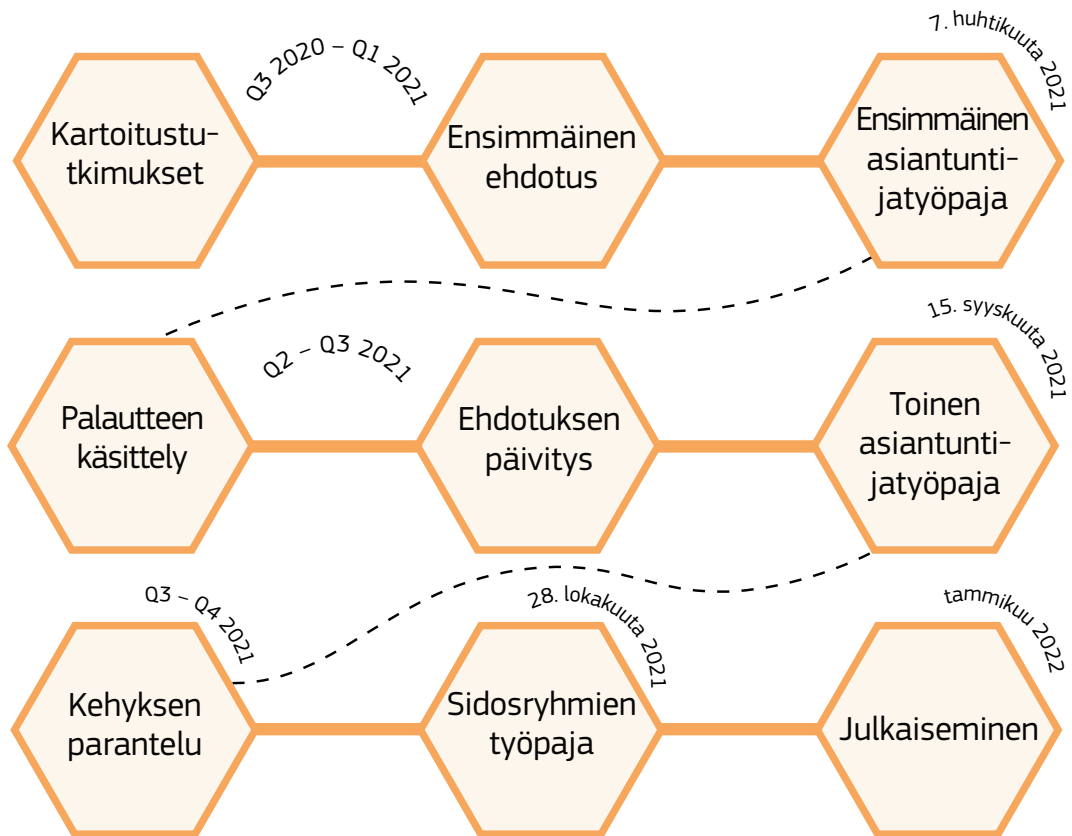 Kartoitustu-
tkimukset
Q3 2020 – Q1 2021
Ensimmäinen
ehdotus
7. huhtikuuta 2021
Ensimmäinen
asiantunti-
jatyöpaja
Palautteen
käsittely
Q2 – Q3 2021
Ehdotuksen
päivitys
15. syyskuuta 2021
Toinen
asiantunti-
jatyöpaja
Q3 – Q4 2021
Kehyksen
parantelu
28. lokakuuta 2021
Sidosryhmien
työpaja
tammikuu 2022
Julkaiseminen